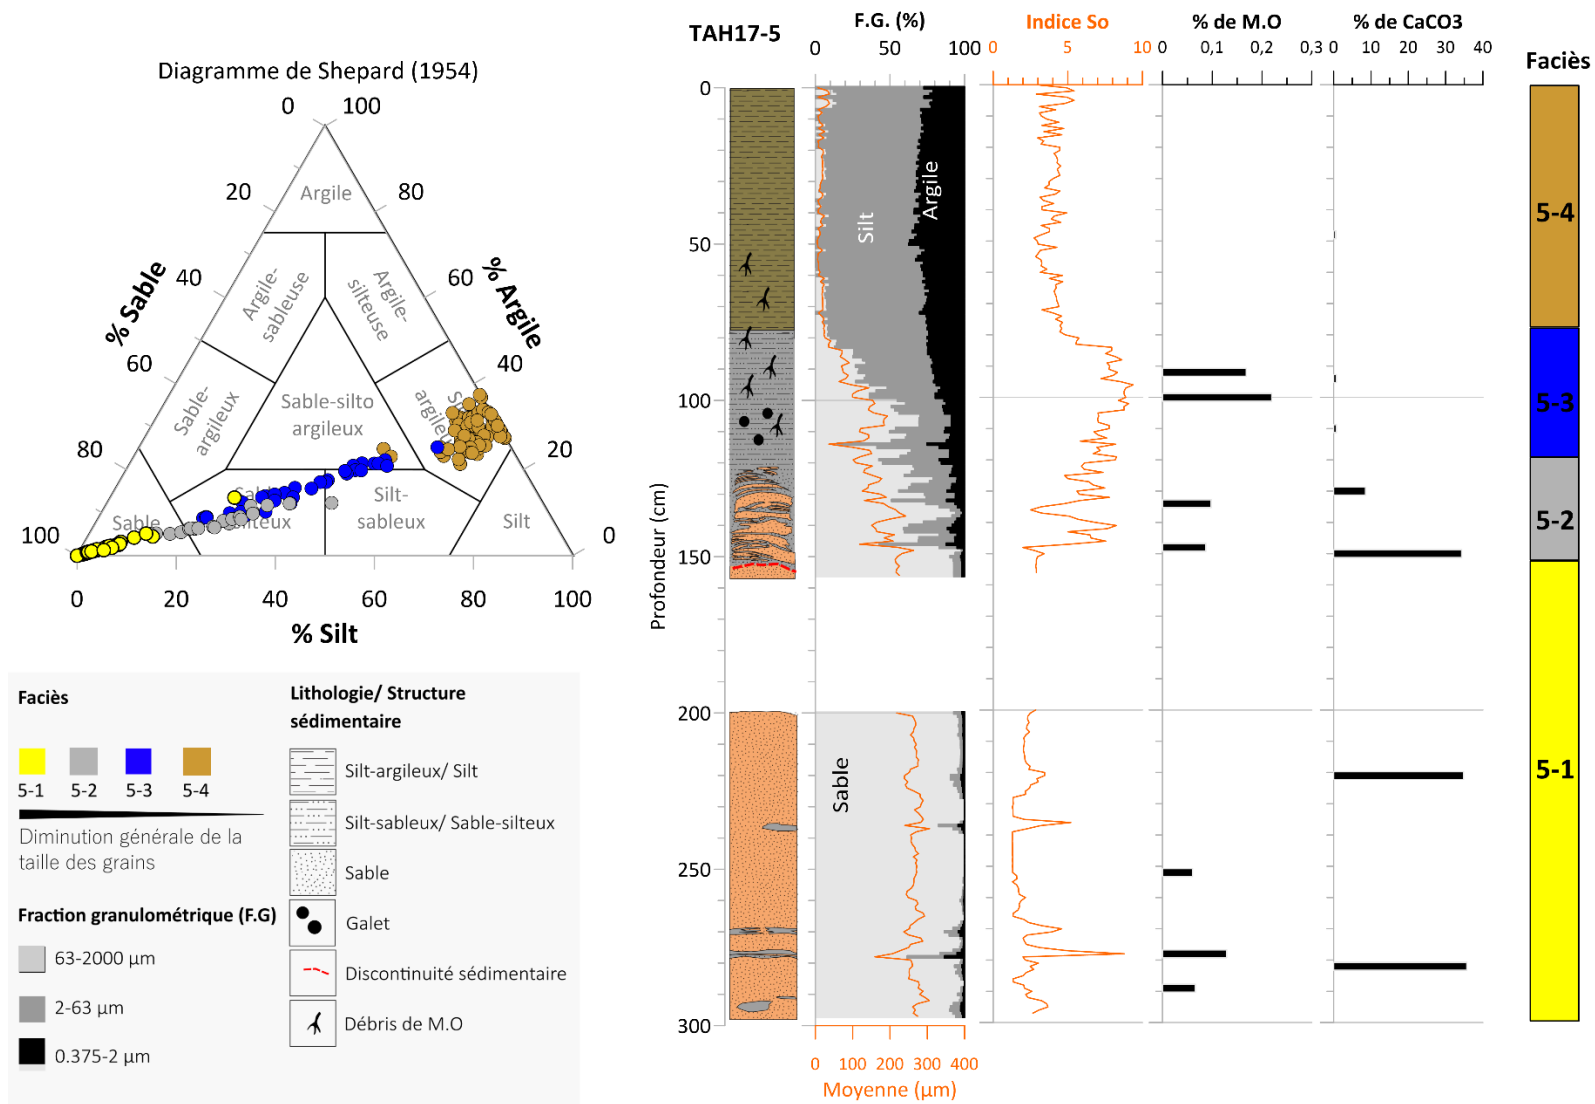 Diagramme de Shepard (1954)
0 100
Argile
20 80
Argile-sableuse
Argile-silteuse
40 60
% Sable
% Argile
60 40
Sable-argileux
Sable-silto
argileux
80 20
Sable
Silt-
sableux
Silt
100 0
0 20 40 60 80 100
% Silt
Faciès
5-1 5-2 5-3 5-4
Diminution générale de la
taille des grains
Fraction granulométrique (F.G)
63-2000 µm
2-63 µm
0.375-2 µm
Lithologie/ Structure
sédimentaire
Silt-argileux/ Silt
Silt-sableux/ Sable-silteux
Sable
Galet
Discontinuité sédimentaire
Débris de M.O
TAH17-5
F.G. (%)
0 50 100
Indice So
0 5 10
% de M.O
0 0,1 0,2 0,3
% de CaCO3
0 10 20 30 40
Faciès
Profondeur (cm)
0
50
100
150
200
250
300
Silt
Argile
Sable
0 100 200 300 400
Moyenne (µm)
5-4
5-3
5-2
5-1